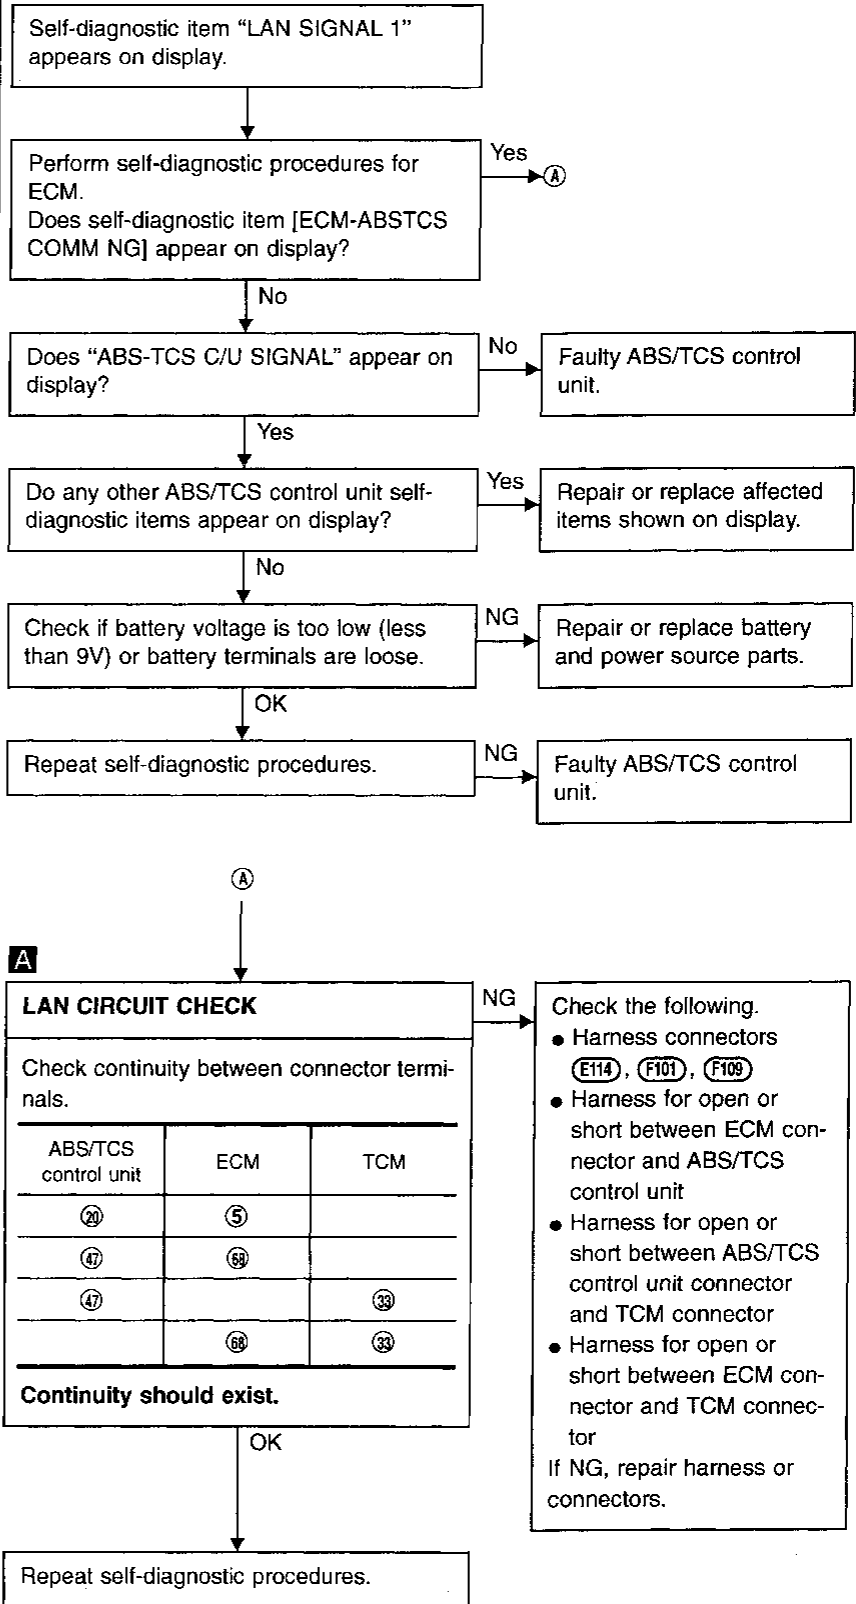 Self-diagnostic item “LAN SIGNAL 1”
appears on display.
Perform self-diagnostic procedures for
ECM.
Does self-diagnostic item [ECM-ABSTCS
COMM NG] appear on display?
Yes
A
No
Does “ABS-TCS C/U SIGNAL” appear on
display?
No
Faulty ABS/TCS control
unit.
Yes
Do any other ABS/TCS control unit self-
diagnostic items appear on display?
Yes
Repair or replace affected
items shown on display.
No
Check if battery voltage is too low (less
than 9V) or battery terminals are loose.
NG
Repair or replace battery
and power source parts.
OK
Repeat self-diagnostic procedures.
NG
Faulty ABS/TCS control
unit.
A
A
LAN CIRCUIT CHECK
Check continuity between connector termi-
nals.
ABS/TCS
control unit
ECM
TCM
20 5
47 68
47 33
68 33
Continuity should exist.
NG
Check the following.
● Harness connectors
E114, F101, F109
● Harness for open or
short between ECM con-
nector and ABS/TCS
control unit
● Harness for open or
short between ABS/TCS
control unit connector
and TCM connector
● Harness for open or
short between ECM con-
nector and TCM connec-
tor
If NG, repair harness or
connectors.
OK
Repeat self-diagnostic procedures.